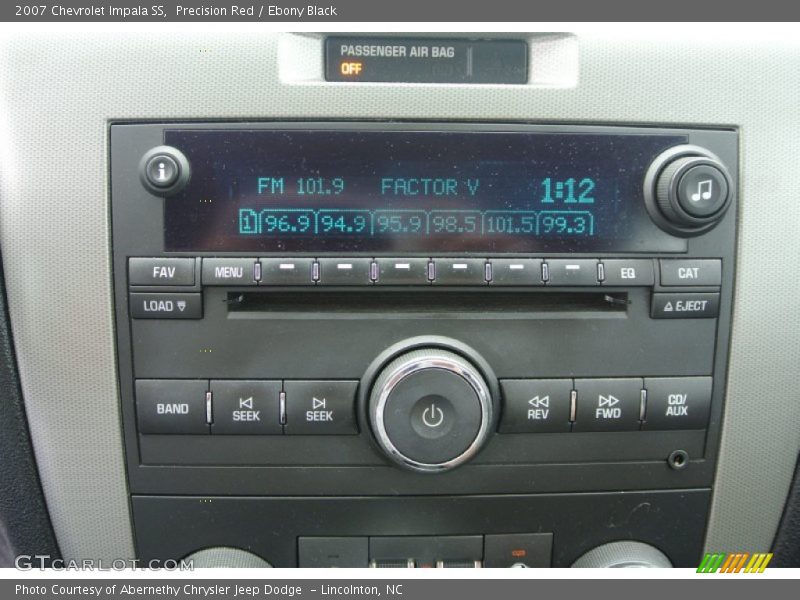 2007 Chevrolet Impala SS,  Precision Red / Ebony Black
PASSENGER AIR BAG
OFF
i
FM 101.9 FACTOR V 1:12
1 96.9 94.9 95.9 98.5 101.5 99.3
FAV MENU EQ CAT
LOAD EJECT
BAND SEEK SEEK REV FWD CD/AUX
GTCarLot.com
Photo Courtesy of Abernethy Chrysler Jeep Dodge  – Lincolnton, NC